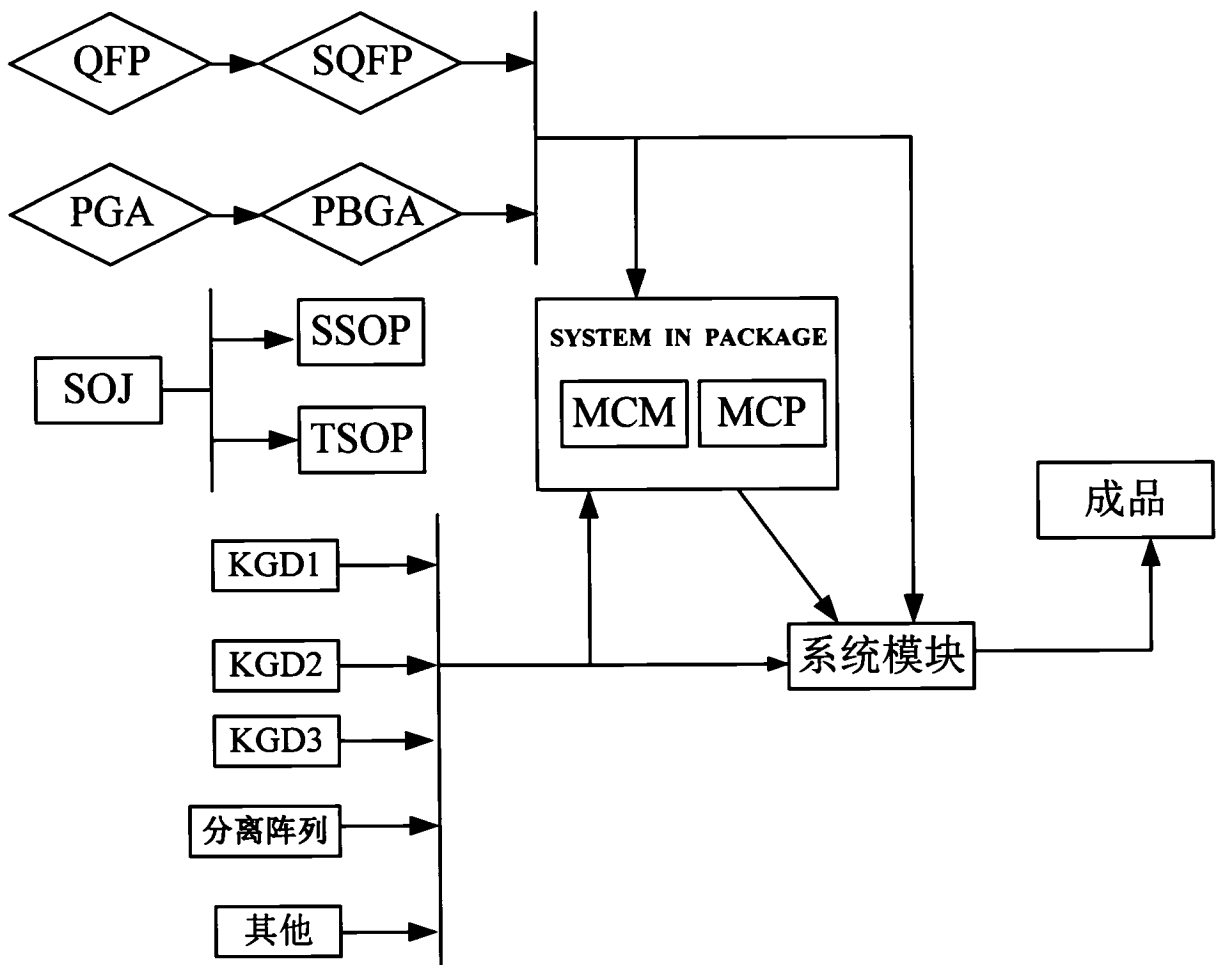 QFP
SQFP
PGA
PBGA
SOJ
SSOP
TSOP
SYSTEM IN PACKAGE
MCM
MCP
成品
KGD1
KGD2
系统模块
KGD3
分离阵列
其他